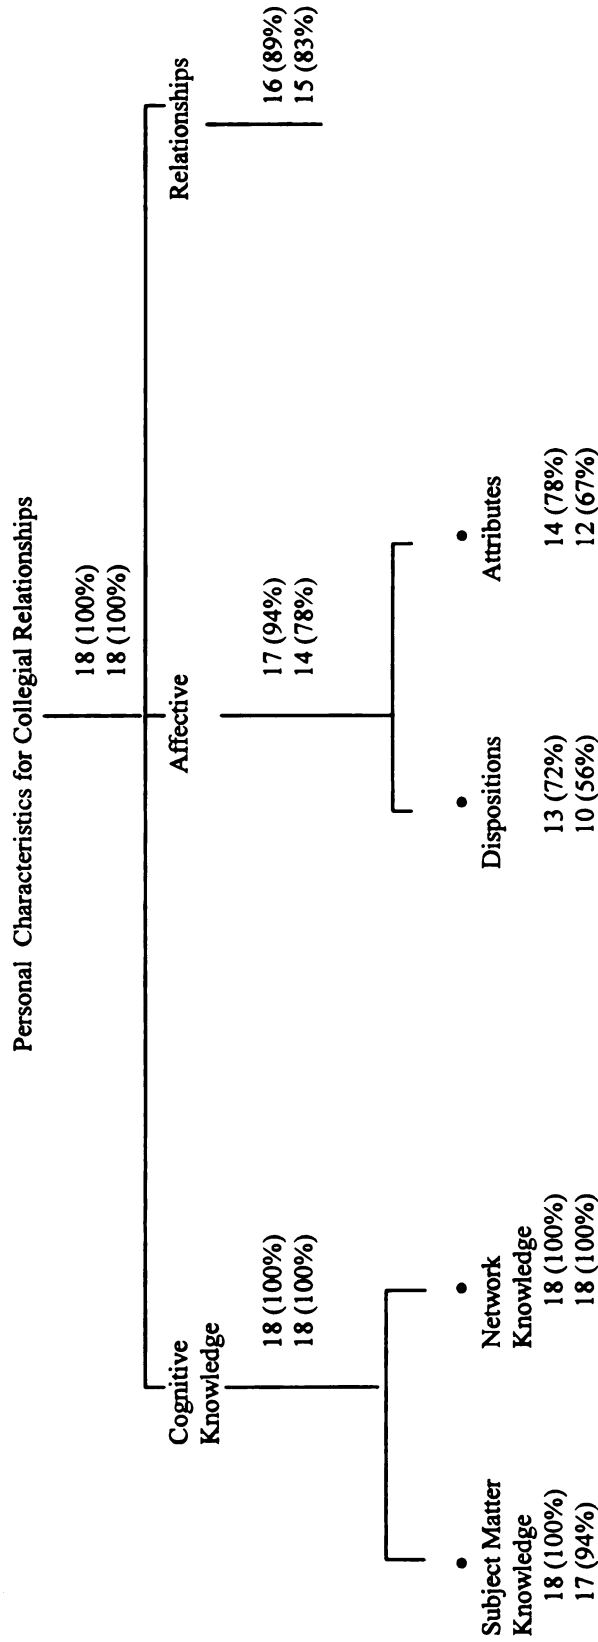 Personal Characteristics for Collegial Relationships
18 (100%)
18 (100%)
Cognitive
Knowledge
18 (100%)
18 (100%)
Affective
17 (94%)
14 (78%)
Relationships
16 (89%)
15 (83%)
• Subject Matter
Knowledge
18 (100%)
17 (94%)
• Network
Knowledge
18 (100%)
18 (100%)
• Dispositions
13 (72%)
10 (56%)
• Attributes
14 (78%)
12 (67%)